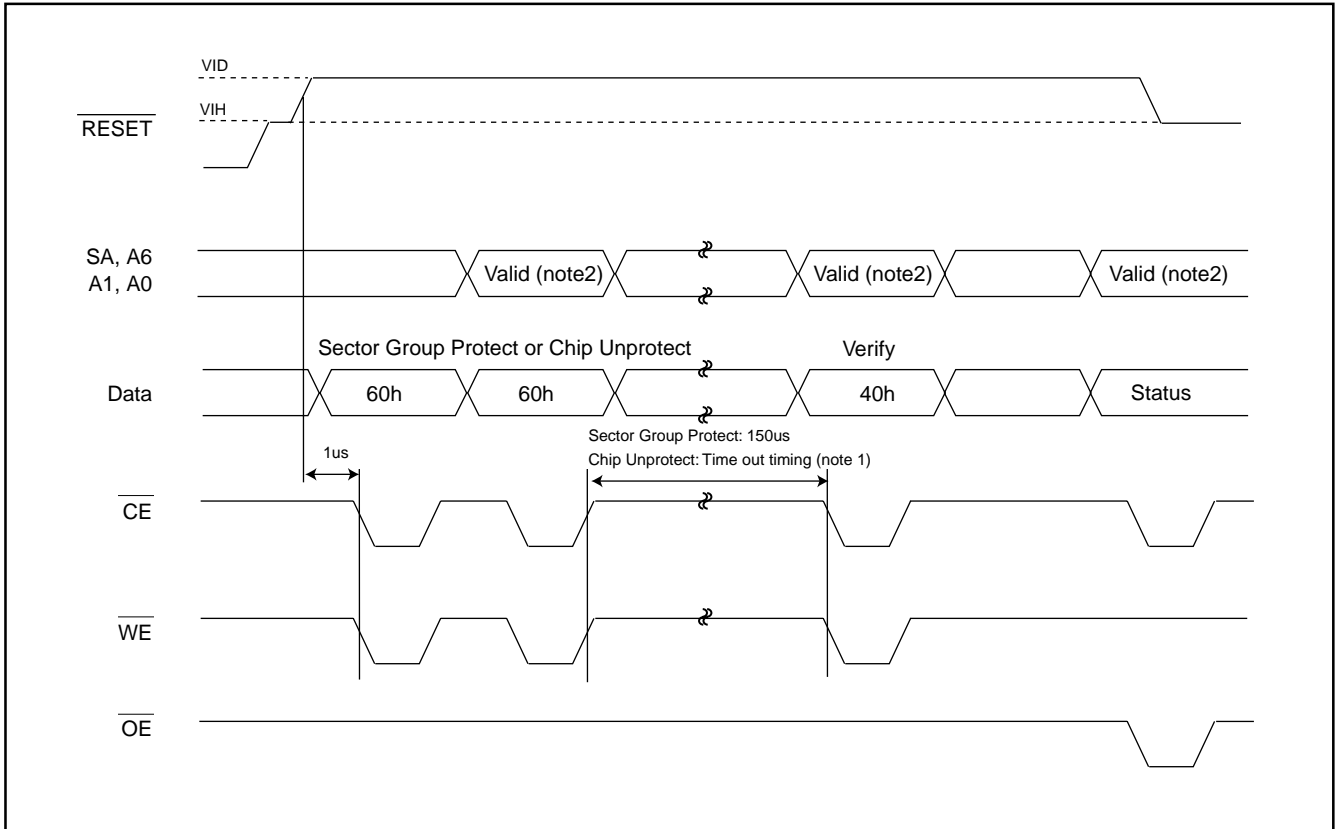 VID
VIH
RESET
SA, A6
A1, A0
Valid (note2)
Valid (note2)
Valid (note2)
Sector Group Protect or Chip Unprotect
Verify
Data
60h
60h
40h
Status
Sector Group Protect: 150us
Chip Unprotect: Time out timing (note 1)
1us
CE
WE
OE